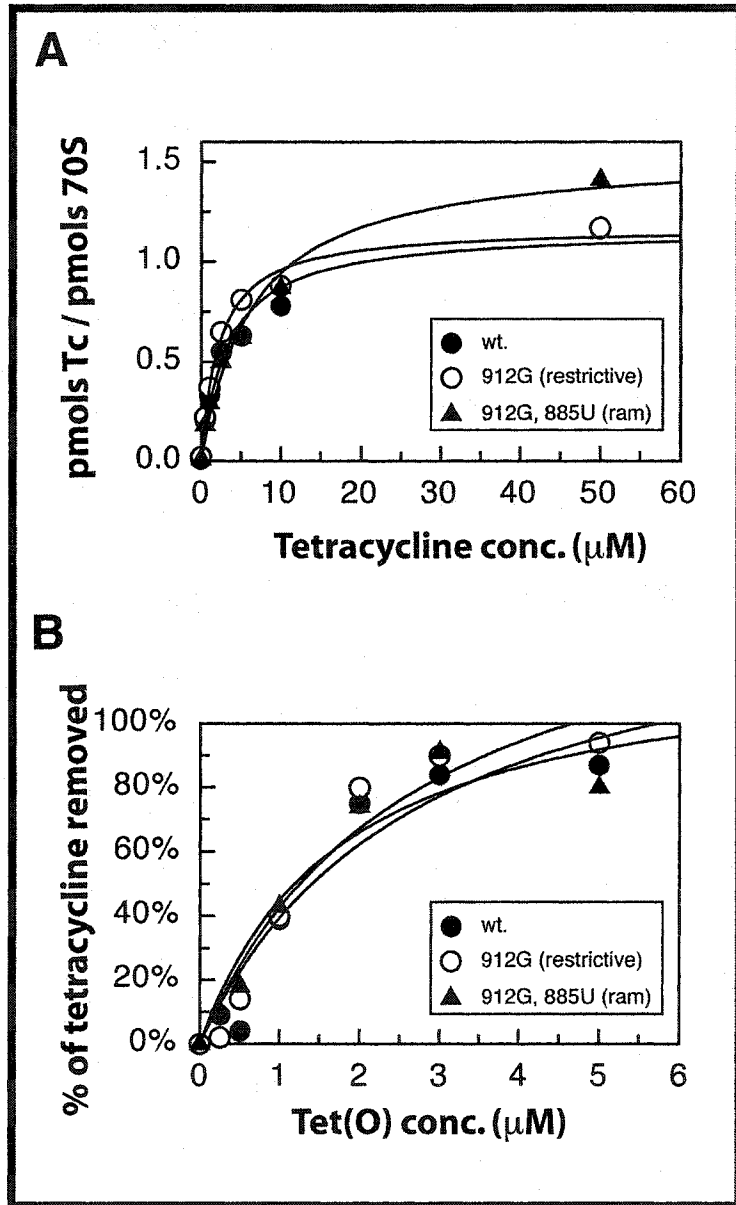 A
pmols Tc / pmols 70S
1.5
1.0
0.5
0.0
wt.
912G (restrictive)
912G, 885U (ram)
0 10 20 30 40 50 60
Tetracycline conc. (μM)
B
% of tetracycline removed
100%
80%
60%
40%
20%
0%
wt.
912G (restrictive)
912G, 885U (ram)
0 1 2 3 4 5 6
Tet(O) conc. (μM)